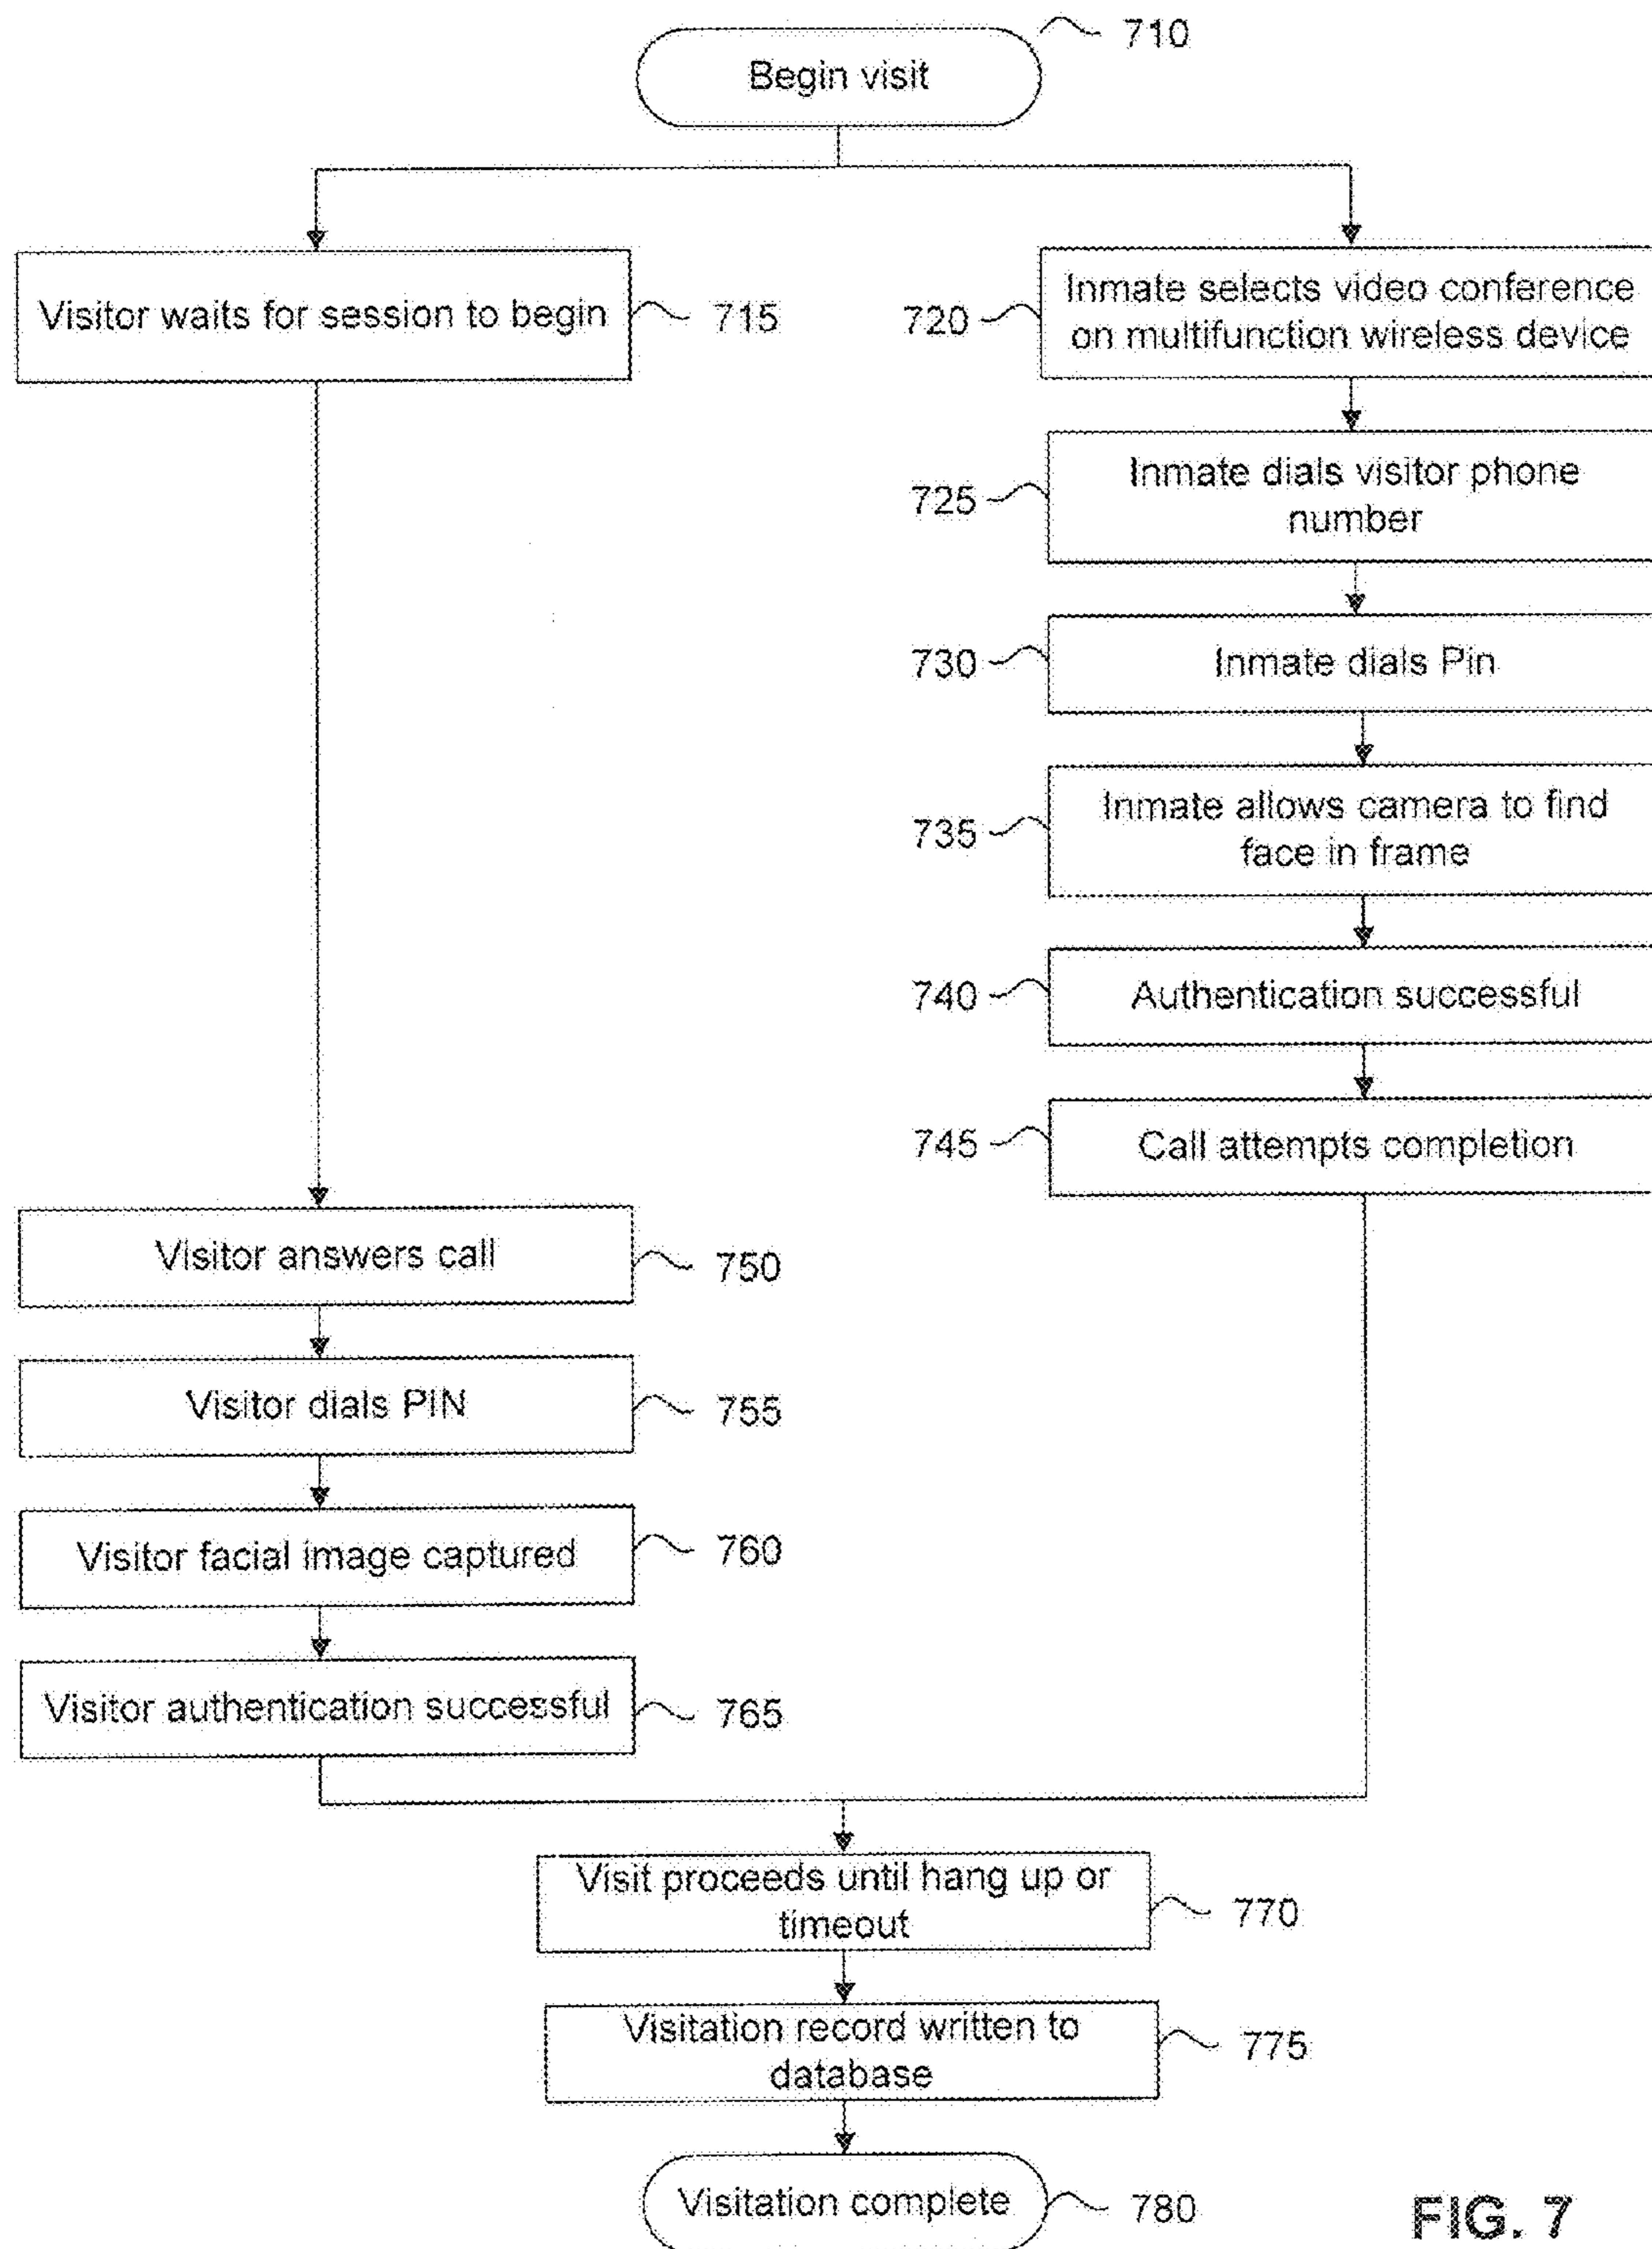 710
Begin visit
Visitor waits for session to begin
715
720
Inmate selects video conference
on multifunction wireless device
725
Inmate dials visitor phone
number
730
Inmate dials Pin
735
Inmate allows camera to find
face in frame
740
Authentication successful
745
Call attempts completion
Visitor answers call
750
Visitor dials PIN
755
Visitor facial image captured
760
Visitor authentication successful
765
Visit proceeds until hang up or
timeout
770
Visitation record written to
database
775
Visitation complete
780
FIG. 7